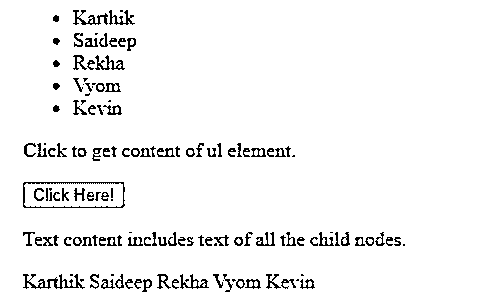 Karthik
Saideep
Rekha
Vyom
Kevin
Click to get content of ul element.
Click Here!
Text content includes text of all the child nodes.
Karthik Saideep Rekha Vyom Kevin